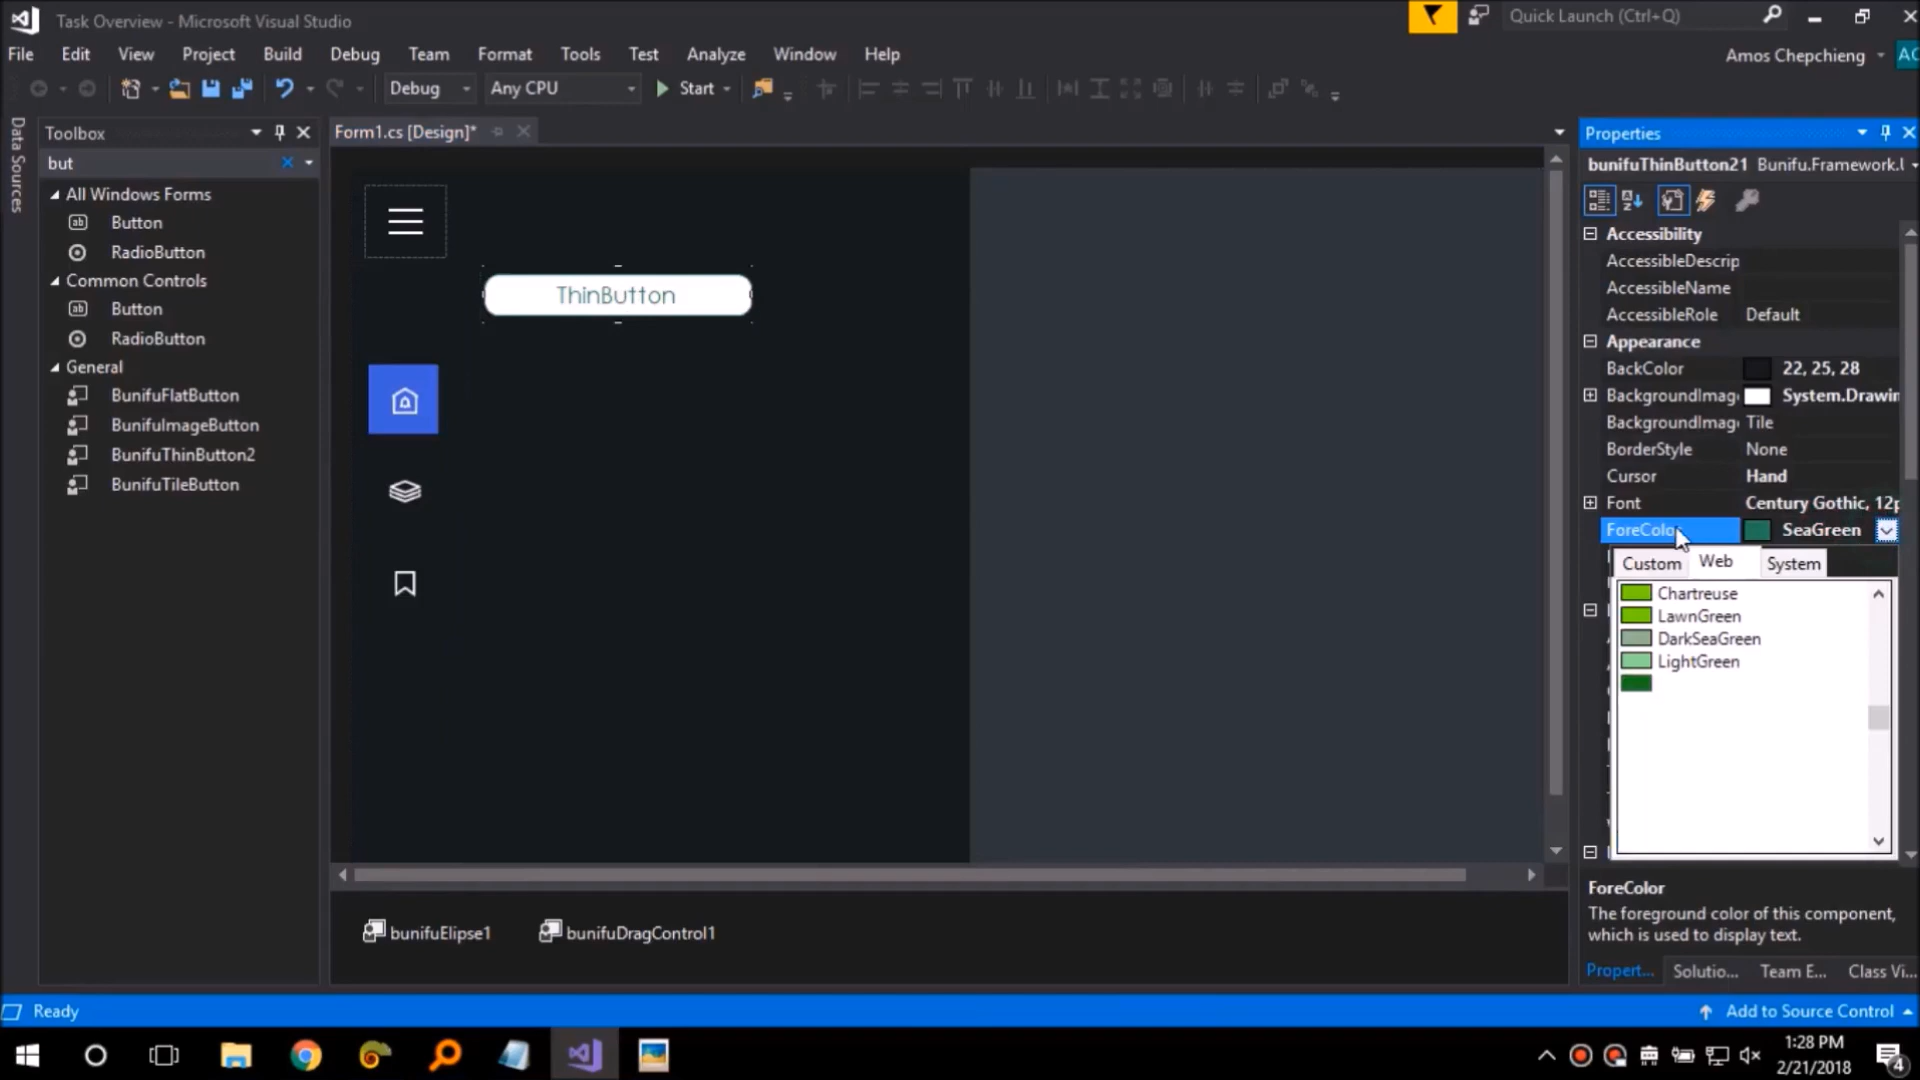 Task Overview - Microsoft Visual Studio
Quick Launch (Ctrl+Q)
File Edit View Project Build Debug Team Format Tools Test Analyze Window Help
Amos Chepchieng
AC
Debug Any CPU Start
Data Sources
Toolbox
but
All Windows Forms
Button
RadioButton
Common Controls
Button
RadioButton
General
BunifuFlatButton
BunifuImageButton
BunifuThinButton2
BunifuTileButton
Form1.cs [Design]*
ThinButton
bunifuElipse1 bunifuDragControl1
Properties
bunifuThinButton21 Bunifu.Framework.U
Accessibility
AccessibleDescrip
AccessibleName
AccessibleRole Default
Appearance
BackColor 22, 25, 28
BackgroundImag System.Drawin
BackgroundImag Tile
BorderStyle None
Cursor Hand
Font Century Gothic, 12p
ForeColor SeaGreen
Custom Web System
Chartreuse
LawnGreen
DarkSeaGreen
LightGreen
ForeColor
The foreground color of this component,
which is used to display text.
Propert... Solutio... Team E... Class Vi...
Ready
Add to Source Control
1:28 PM
2/21/2018
4